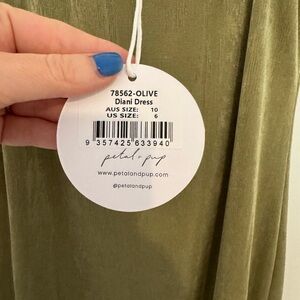 78562-OLIVE
Diani Dress
AUS SIZE: 10
US SIZE: 6
9 357425 633940
petal + pup
www.petalandpup.com
@petalandpup